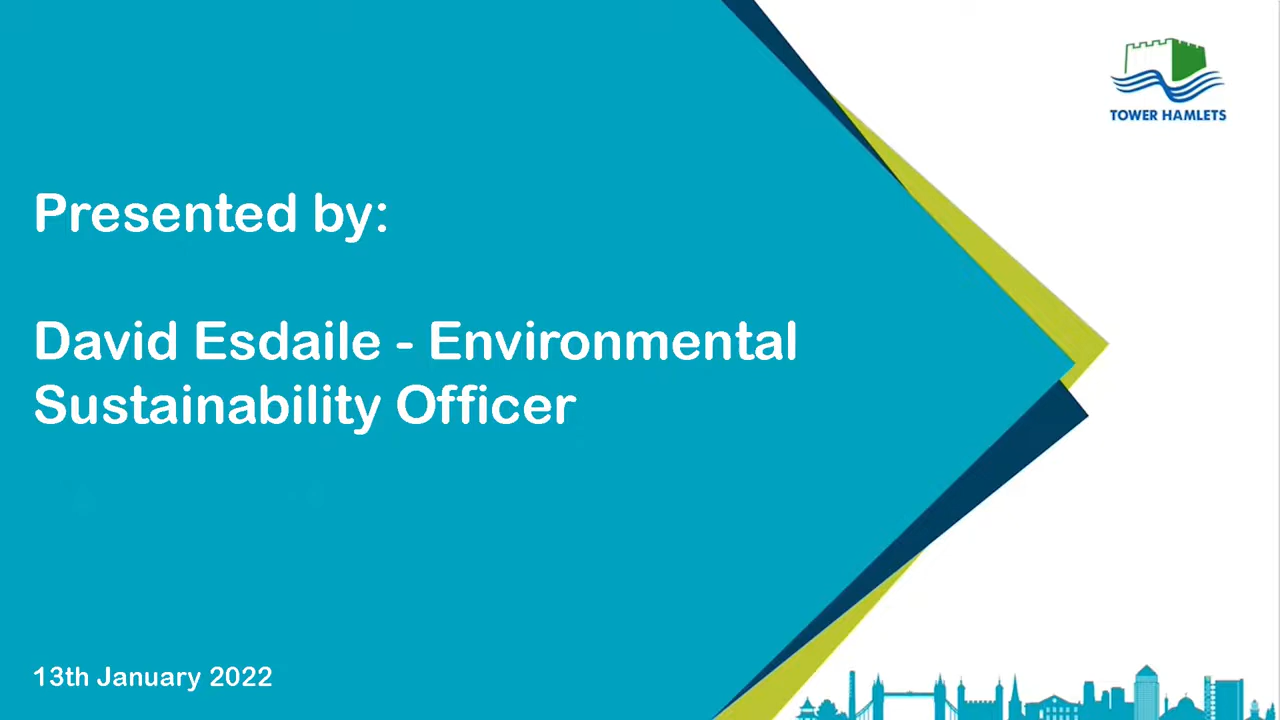 TOWER HAMLETS
Presented by:
David Esdaile - Environmental
Sustainability Officer
13th January 2022